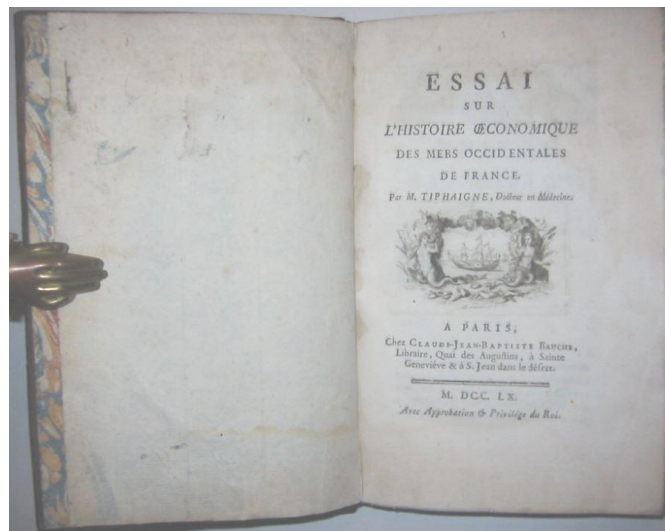 ESSAI
SUR
L'HISTOIRE ŒCONOMIQUE
DES MERS OCCIDENTALES
DE FRANCE.
Par M. TIPHAIGNE, Docteur en Médecine.
A PARIS,
Chez CLAUDE-JEAN-BAPTISTE BAUCHE,
Libraire, Quai des Augustins, à Sainte
Geneviève & à S. Jean dans le désert.
M. DCC. LX.
Avec Approbation & Privilége du Roi.